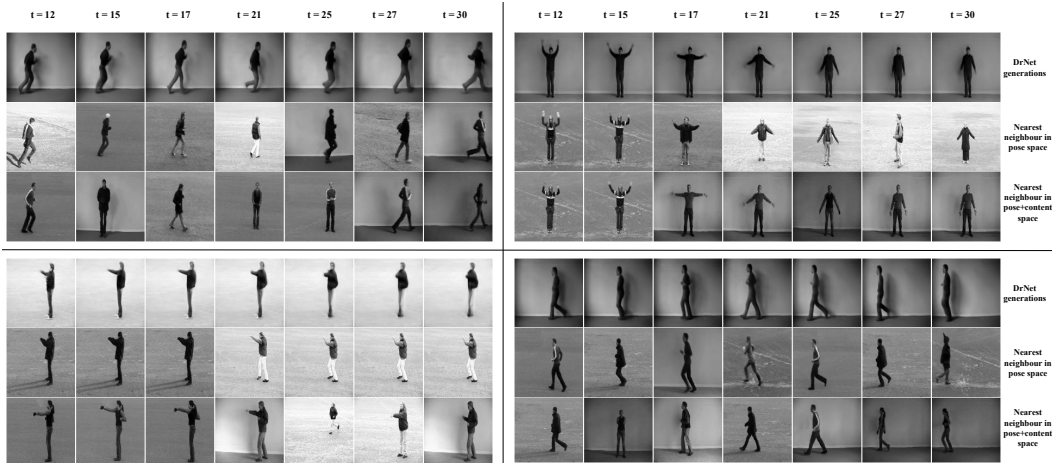 t = 12 t = 15 t = 17 t = 21 t = 25 t = 27 t = 30 t = 12 t = 15 t = 17 t = 21 t = 25 t = 27 t = 30
DrNet
generations
Nearest
neighbour in
pose space
Nearest
neighbour in
pose+content
space
DrNet
generations
Nearest
neighbour in
pose space
Nearest
neighbour in
pose+content
space